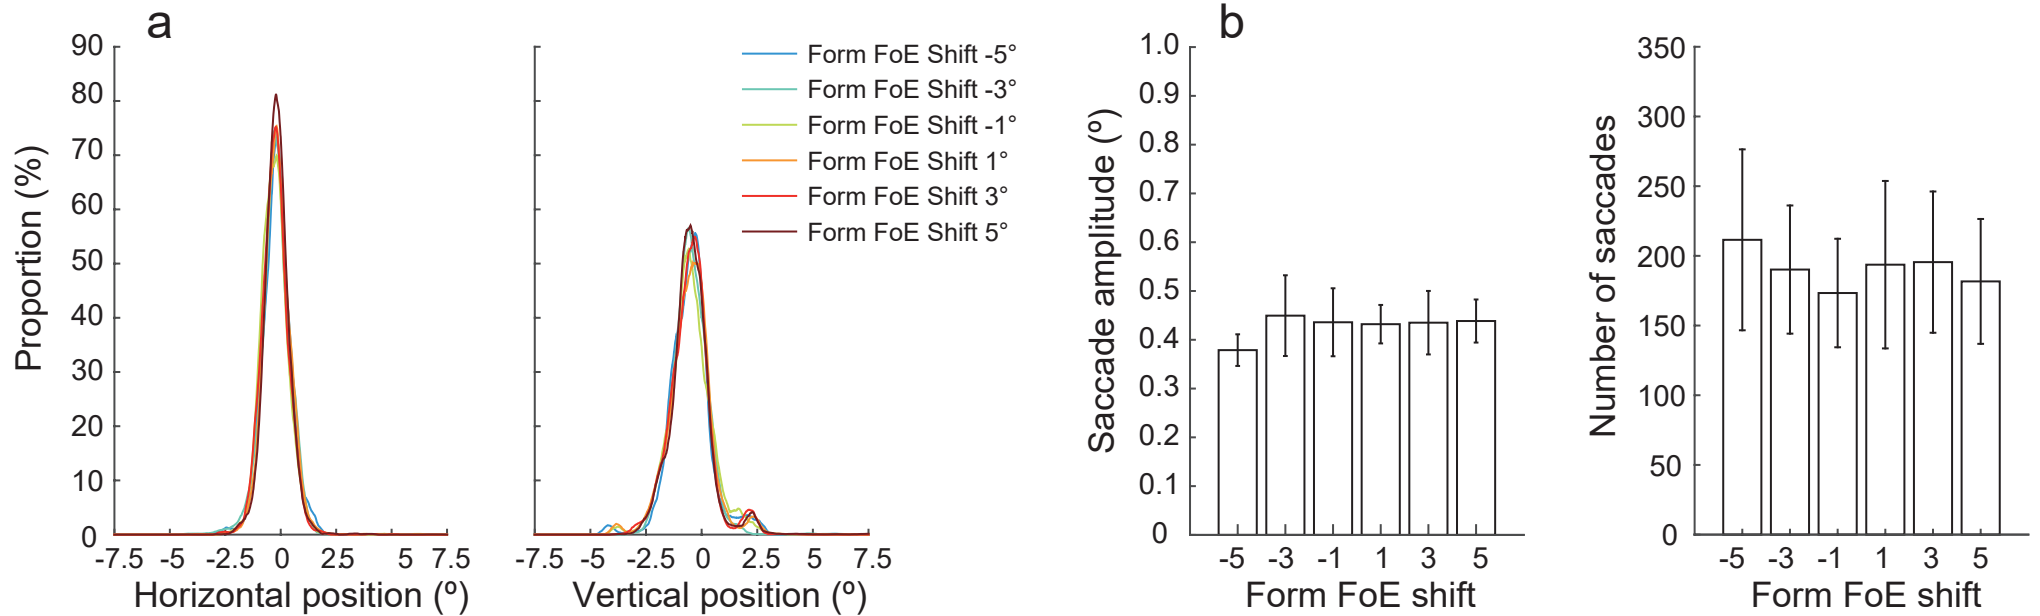 a
90
80
70
60
50
40
30
20
10
0
Proportion (%)
-7.5 -5 -2.5 0 2.5 5 7.5
Horizontal position (º)
-7.5 -5 -2.5 0 2.5 5 7.5
Vertical position (º)
Form FoE Shift -5°
Form FoE Shift -3°
Form FoE Shift -1°
Form FoE Shift 1°
Form FoE Shift 3°
Form FoE Shift 5°
b
1.0
0.9
0.8
0.7
0.6
0.5
0.4
0.3
0.2
0.1
0
Saccade amplitude (º)
-5 -3 -1 1 3 5
Form FoE shift
350
300
250
200
150
100
50
0
Number of saccades
-5 -3 -1 1 3 5
Form FoE shift